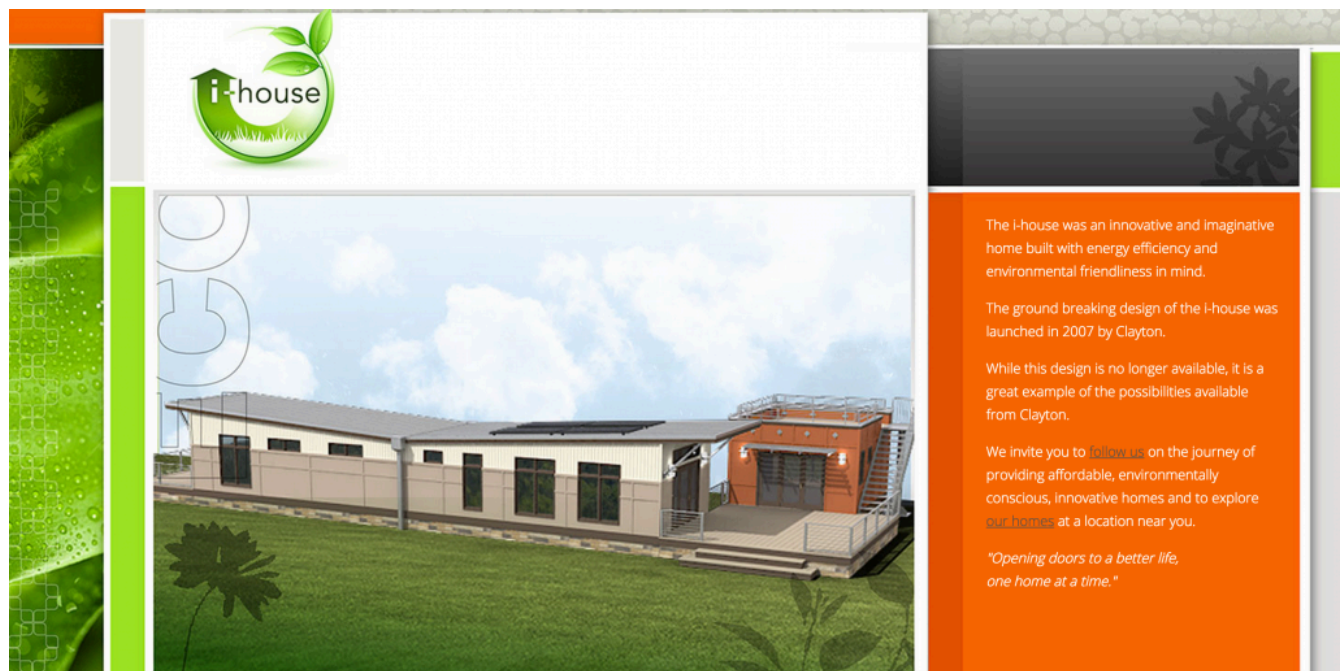 i-house
The i-house was an innovative and imaginative
home built with energy efficiency and
environmental friendliness in mind.
The ground breaking design of the i-house was
launched in 2007 by Clayton.
While this design is no longer available, it is a
great example of the possibilities available
from Clayton.
We invite you to follow us on the journey of
providing affordable, environmentally
conscious, innovative homes and to explore
our homes at a location near you.
"Opening doors to a better life,
one home at a time."